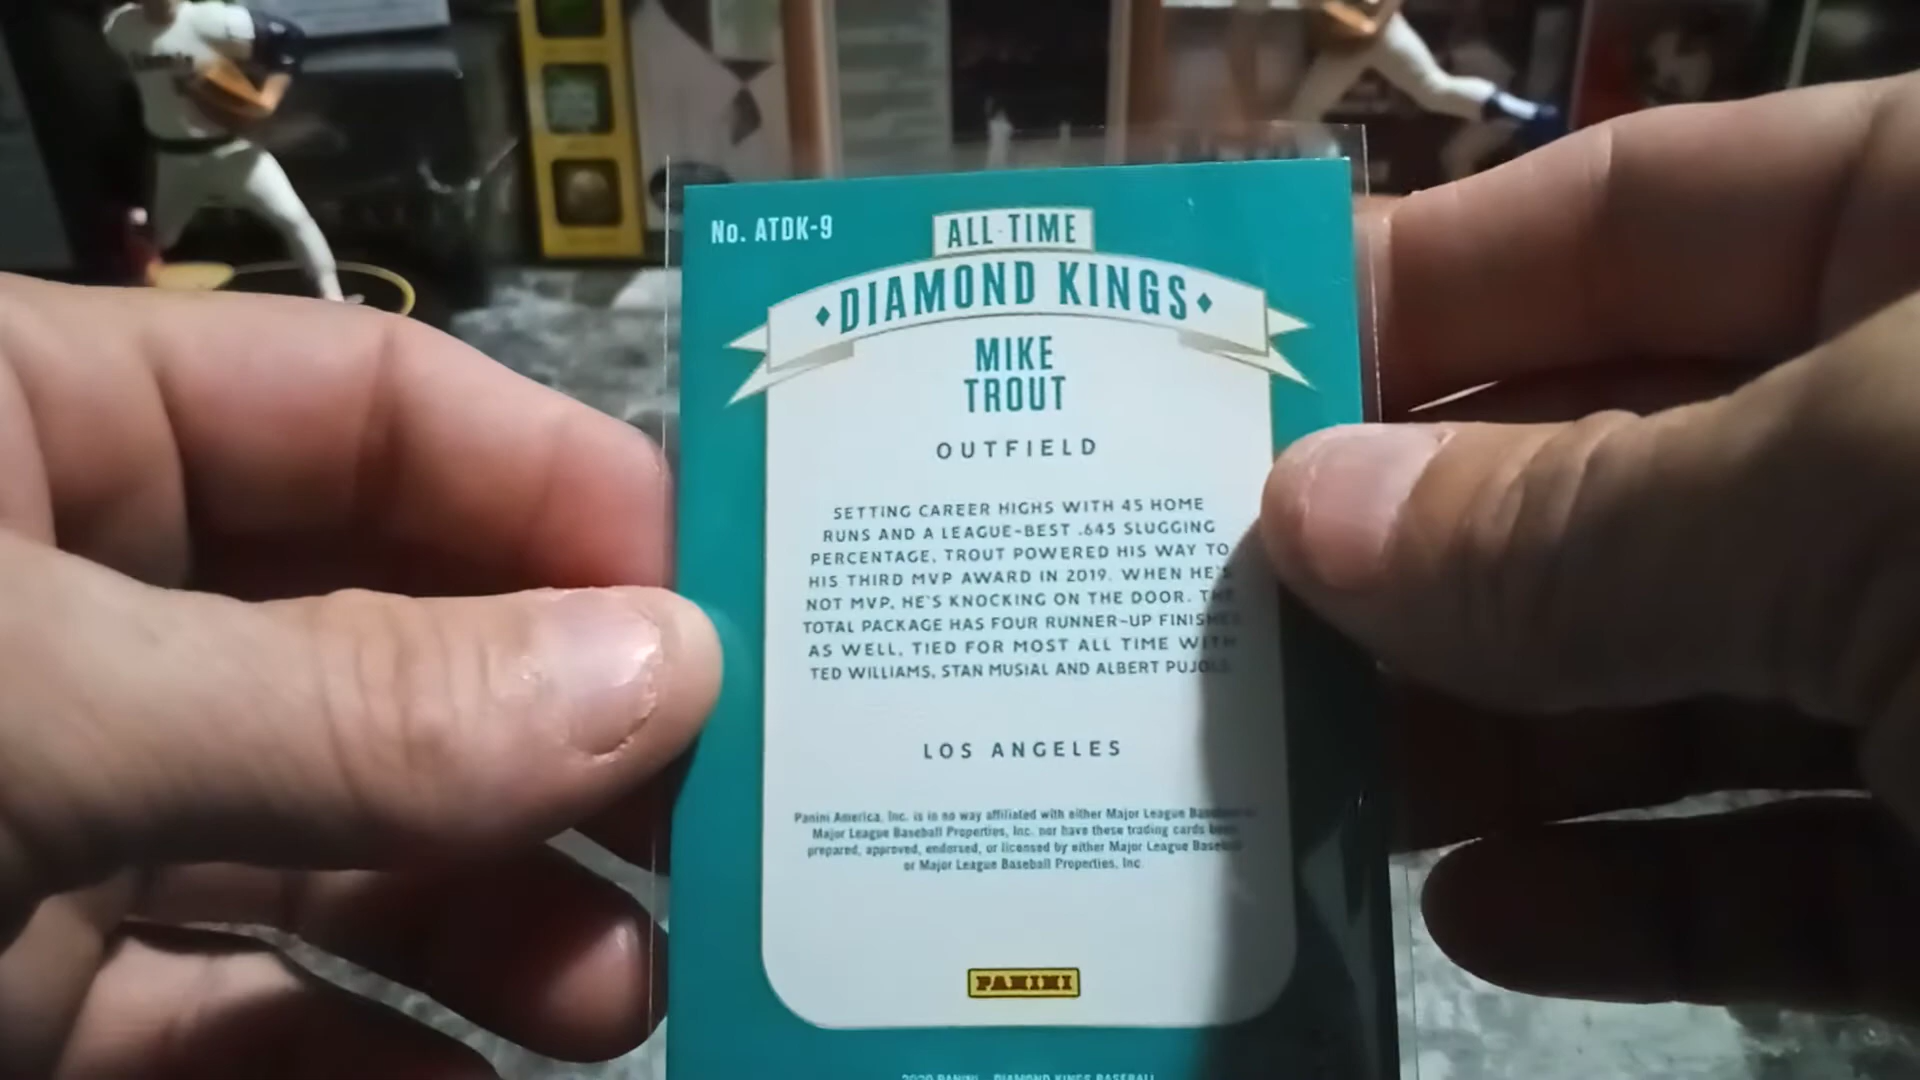 No. ATDK-9
ALL·TIME
DIAMOND KINGS
MIKE
TROUT
OUTFIELD
SETTING CAREER HIGHS WITH 45 HOME
RUNS AND A LEAGUE-BEST .645 SLUGGING
PERCENTAGE, TROUT POWERED HIS WAY TO
HIS THIRD MVP AWARD IN 2019. WHEN HE'S
NOT MVP, HE'S KNOCKING ON THE DOOR. THE
TOTAL PACKAGE HAS FOUR RUNNER-UP FINISHES
AS WELL, TIED FOR MOST ALL TIME WITH
TED WILLIAMS, STAN MUSIAL AND ALBERT PUJOLS.
LOS ANGELES
Panini America, Inc. is in no way affiliated with either Major League Baseball or
Major League Baseball Properties, Inc. nor have these trading cards been
prepared, approved, endorsed, or licensed by either Major League Baseball
or Major League Baseball Properties, Inc.
PANINI
2020 PANINI - DIAMOND KINGS BASEBALL